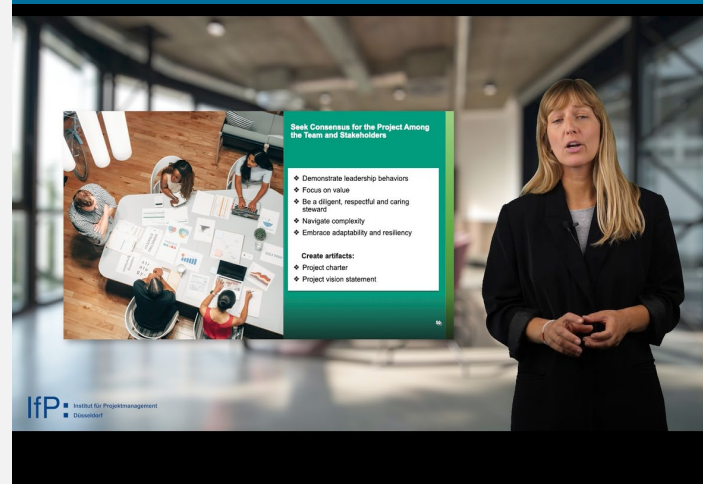 Seek Consensus for the Project Among
the Team and Stakeholders
❖ Demonstrate leadership behaviors
❖ Focus on value
❖ Be a diligent, respectful and caring
steward
❖ Navigate complexity
❖ Embrace adaptability and resiliency
Create artifacts:
❖ Project charter
❖ Project vision statement
IfP
Institut für Projektmanagement
Düsseldorf